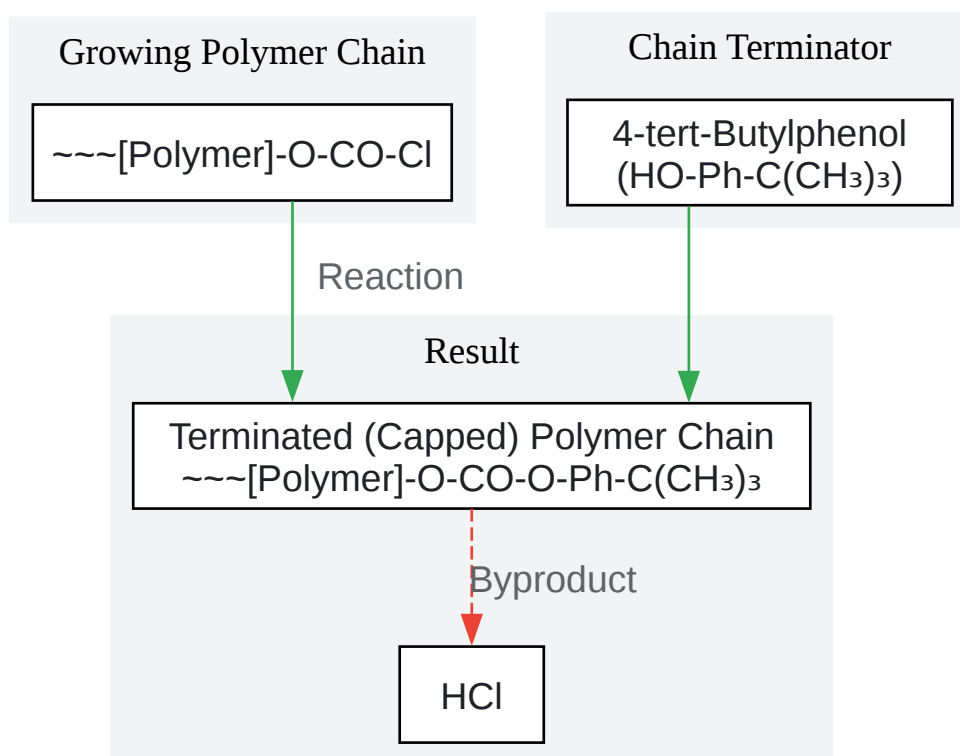 Growing Polymer Chain
~~~[Polymer]-O-CO-Cl
Chain Terminator
4-tert-Butylphenol
(HO-Ph-C(CH₃)₃)
Reaction
Result
Terminated (Capped) Polymer Chain
~~~[Polymer]-O-CO-O-Ph-C(CH₃)₃
Byproduct
HCl